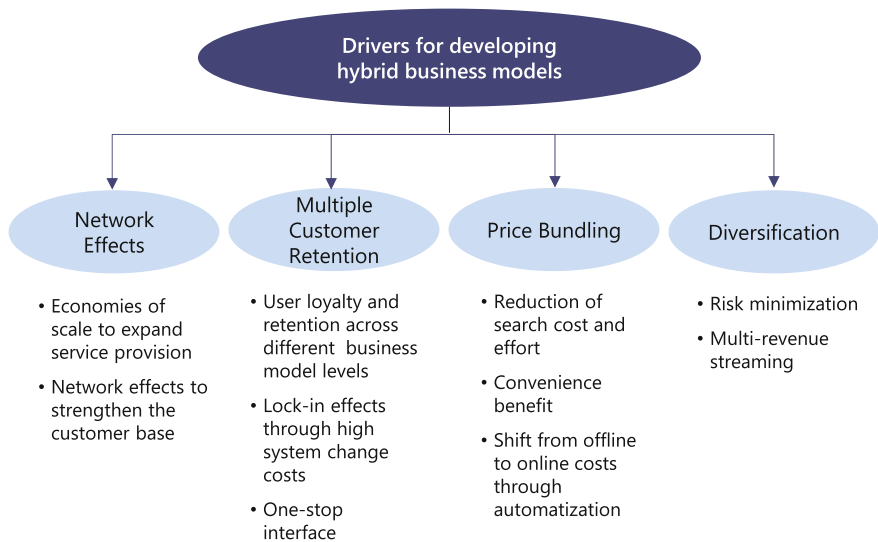 Drivers for developing
hybrid business models
Network
Effects
• Economies of
scale to expand
service provision
• Network effects to
strengthen the
customer base
Multiple
Customer
Retention
• User loyalty and
retention across
different business
model levels
• Lock-in effects
through high
system change
costs
• One-stop
interface
Price Bundling
• Reduction of
search cost and
effort
• Convenience
benefit
• Shift from offline
to online costs
through
automatization
Diversification
• Risk minimization
• Multi-revenue
streaming